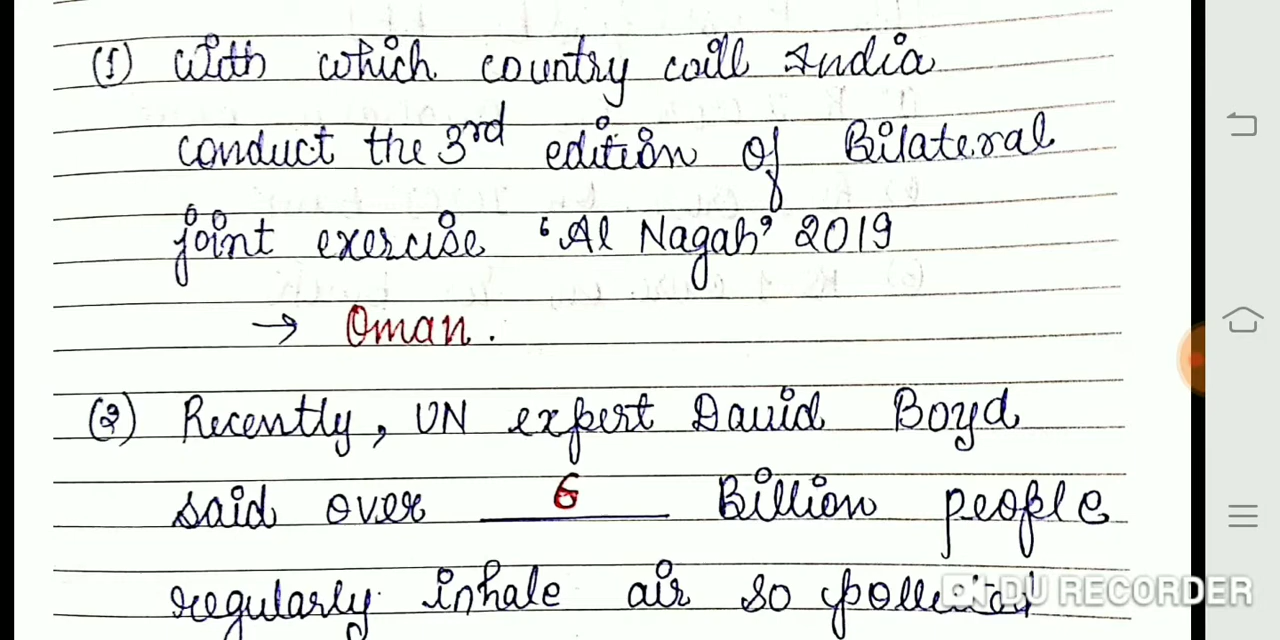 (1) With which country will India
conduct the 3rd edition of Bilateral
joint exercise 'Al Nagah' 2019
→ Oman.
(2) Recently, UN expert David Boyd
said over 6 Billion people
regularly inhale air so polluted
DU RECORDER